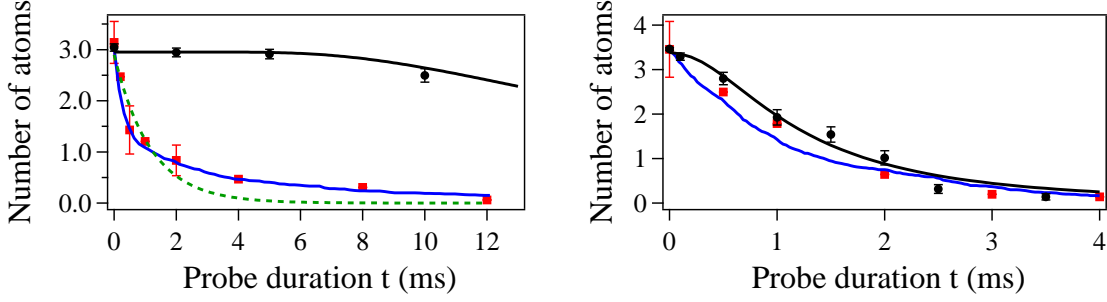 Number of atoms
3.0
2.0
1.0
0.0
0 2 4 6 8 10 12
Probe duration t (ms)
Number of atoms
4
3
2
1
0
0 1 2 3 4
Probe duration t (ms)